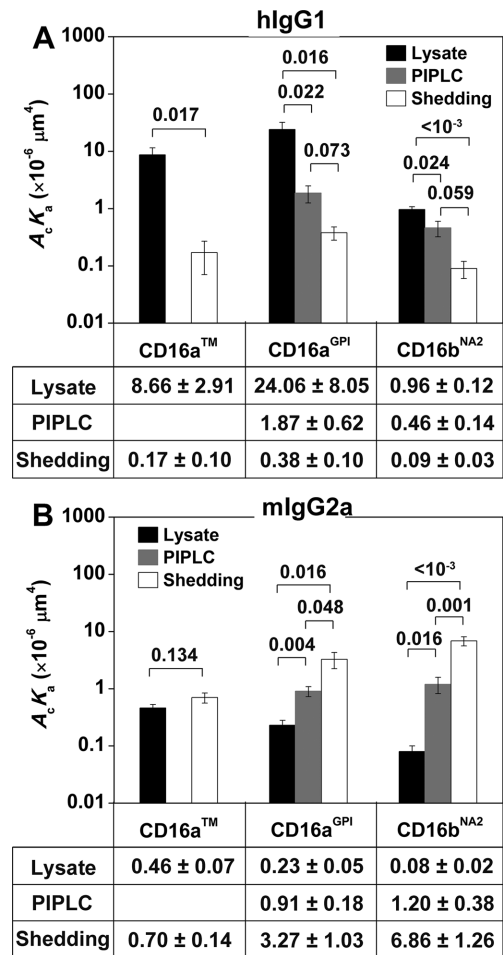 A
hIgG1
Lysate
PIPLC
Shedding
1000
100
10
1
0.1
0.01
AcKa (×10⁻⁶ μm⁴)
0.017
0.016
0.022
0.073
<10⁻³
0.024
0.059
CD16aᵀᴹ CD16aᴳᴾᴵ CD16bᴺᴬ²
Lysate 8.66 ± 2.91 24.06 ± 8.05 0.96 ± 0.12
PIPLC 1.87 ± 0.62 0.46 ± 0.14
Shedding 0.17 ± 0.10 0.38 ± 0.10 0.09 ± 0.03
B
mIgG2a
Lysate
PIPLC
Shedding
1000
100
10
1
0.1
0.01
AcKa (×10⁻⁶ μm⁴)
0.134
0.016
0.048
0.004
<10⁻³
0.001
0.016
CD16aᵀᴹ CD16aᴳᴾᴵ CD16bᴺᴬ²
Lysate 0.46 ± 0.07 0.23 ± 0.05 0.08 ± 0.02
PIPLC 0.91 ± 0.18 1.20 ± 0.38
Shedding 0.70 ± 0.14 3.27 ± 1.03 6.86 ± 1.26